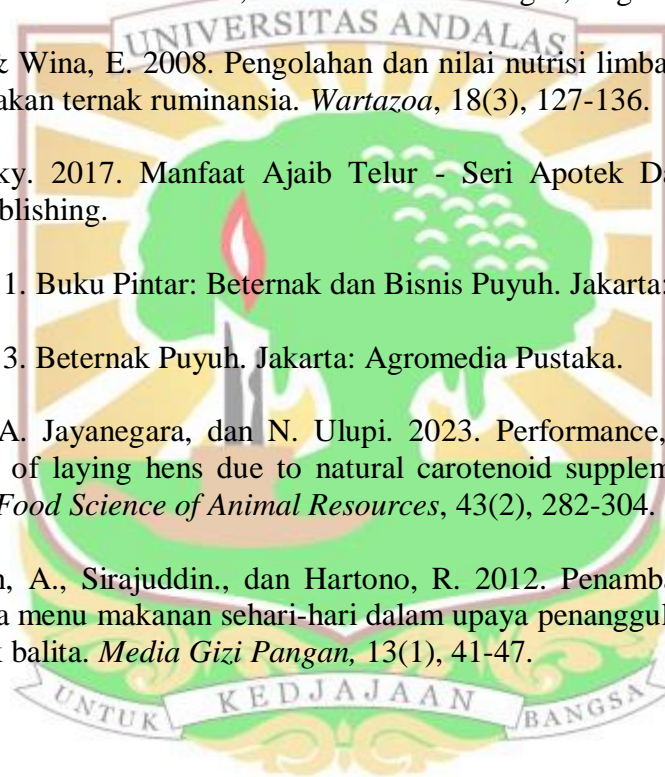 UNIVERSITAS ANDALAS
& Wina, E. 2008. Pengolahan dan nilai nutrisi limba
akan ternak ruminansia. Wartazoa, 18(3), 127-136.
ky. 2017. Manfaat Ajaib Telur - Seri Apotek Da
blishing.
1. Buku Pintar: Beternak dan Bisnis Puyuh. Jakarta:
3. Beternak Puyuh. Jakarta: Agromedia Pustaka.
A. Jayanegara, dan N. Ulupi. 2023. Performance,
of laying hens due to natural carotenoid supplem
Food Science of Animal Resources, 43(2), 282-304.
n, A., Sirajuddin., dan Hartono, R. 2012. Penamba
a menu makanan sehari-hari dalam upaya penanggul
k balita. Media Gizi Pangan, 13(1), 41-47.
UNTUK KEDJAJAAN BANGSA